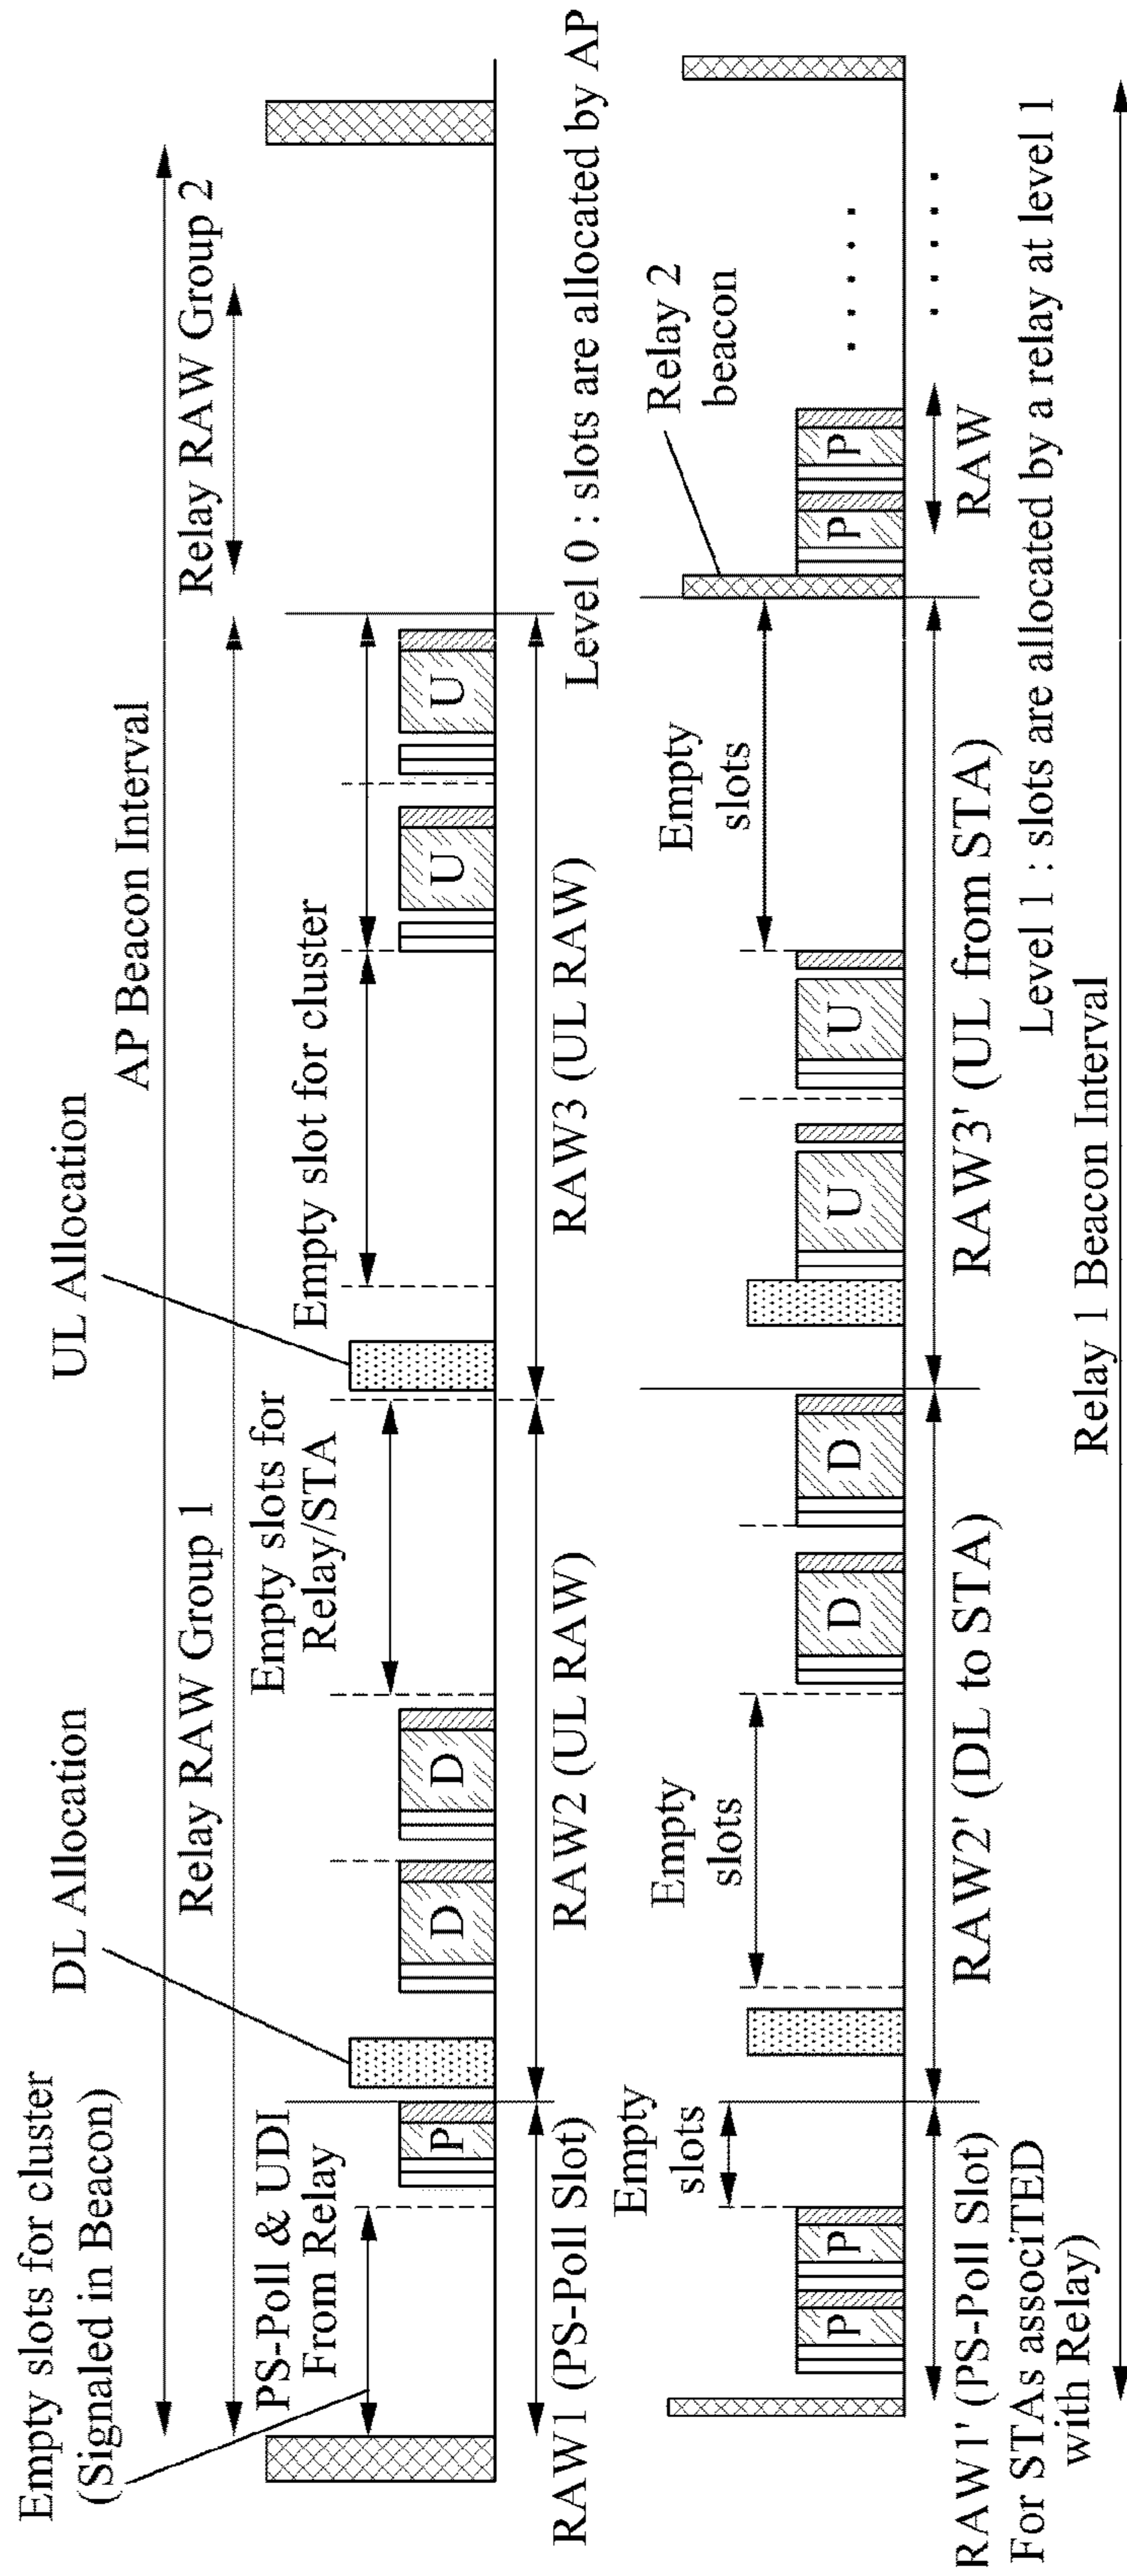 Empty slots for cluster
(Signaled in Beacon)
DL Allocation
UL Allocation
AP Beacon Interval
Relay RAW Group 1
Relay RAW Group 2
PS-Poll & UDI
From Relay
Empty slots for
Relay/STA
Empty slot for cluster
P
D
D
U
U
RAW1 (PS-Poll Slot)
RAW2 (UL RAW)
RAW3 (UL RAW)
Level 0 : slots are allocated by AP
Empty
slots
Empty
slots
Empty
slots
Relay 2
beacon
P
P
D
D
U
U
P
P
RAW1' (PS-Poll Slot)
For STAs associTED
with Relay)
RAW2' (DL to STA)
RAW3' (UL from STA)
RAW
Level 1 : slots are allocated by a relay at level 1
Relay 1 Beacon Interval